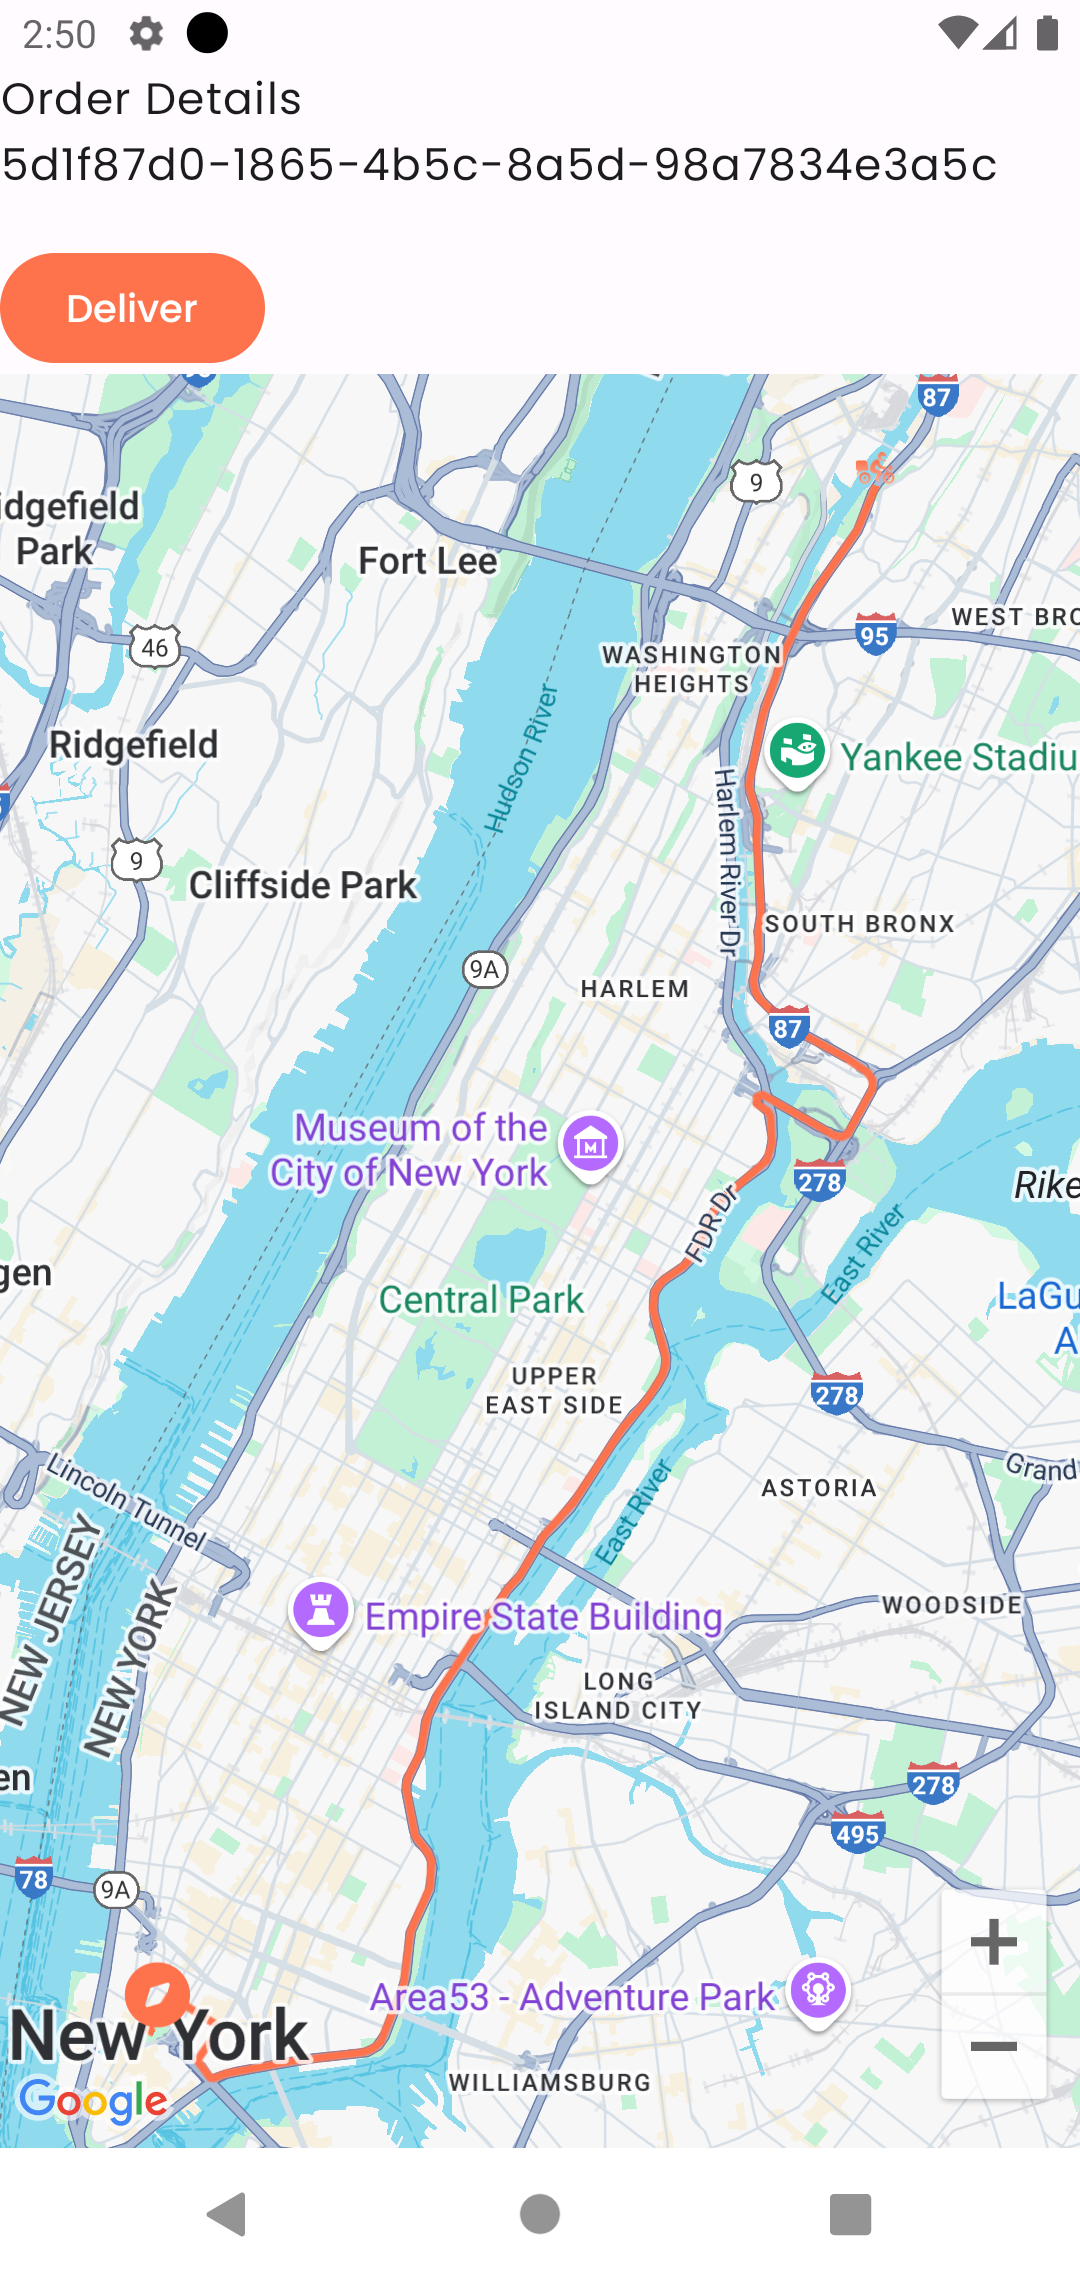 2:50
Order Details
5d1f87d0-1865-4b5c-8a5d-98a7834e3a5c
Deliver
87
9
idgefield
Park
Fort Lee
46
95
WEST BRO
WASHINGTON
HEIGHTS
Ridgefield
Hudson River
Yankee Stadiu
Harlem River Dr
9
Cliffside Park
SOUTH BRONX
9A
HARLEM
87
Museum of the
City of New York
M
278
Rike
FDR Dr
East River
gen
Central Park
LaGu
A
UPPER
EAST SIDE
278
Grand
Lincoln Tunnel
ASTORIA
East River
NEW JERSEY
NEW YORK
Empire State Building
WOODSIDE
LONG
ISLAND CITY
en
278
495
78
9A
Area53 - Adventure Park
New York
WILLIAMSBURG
Google